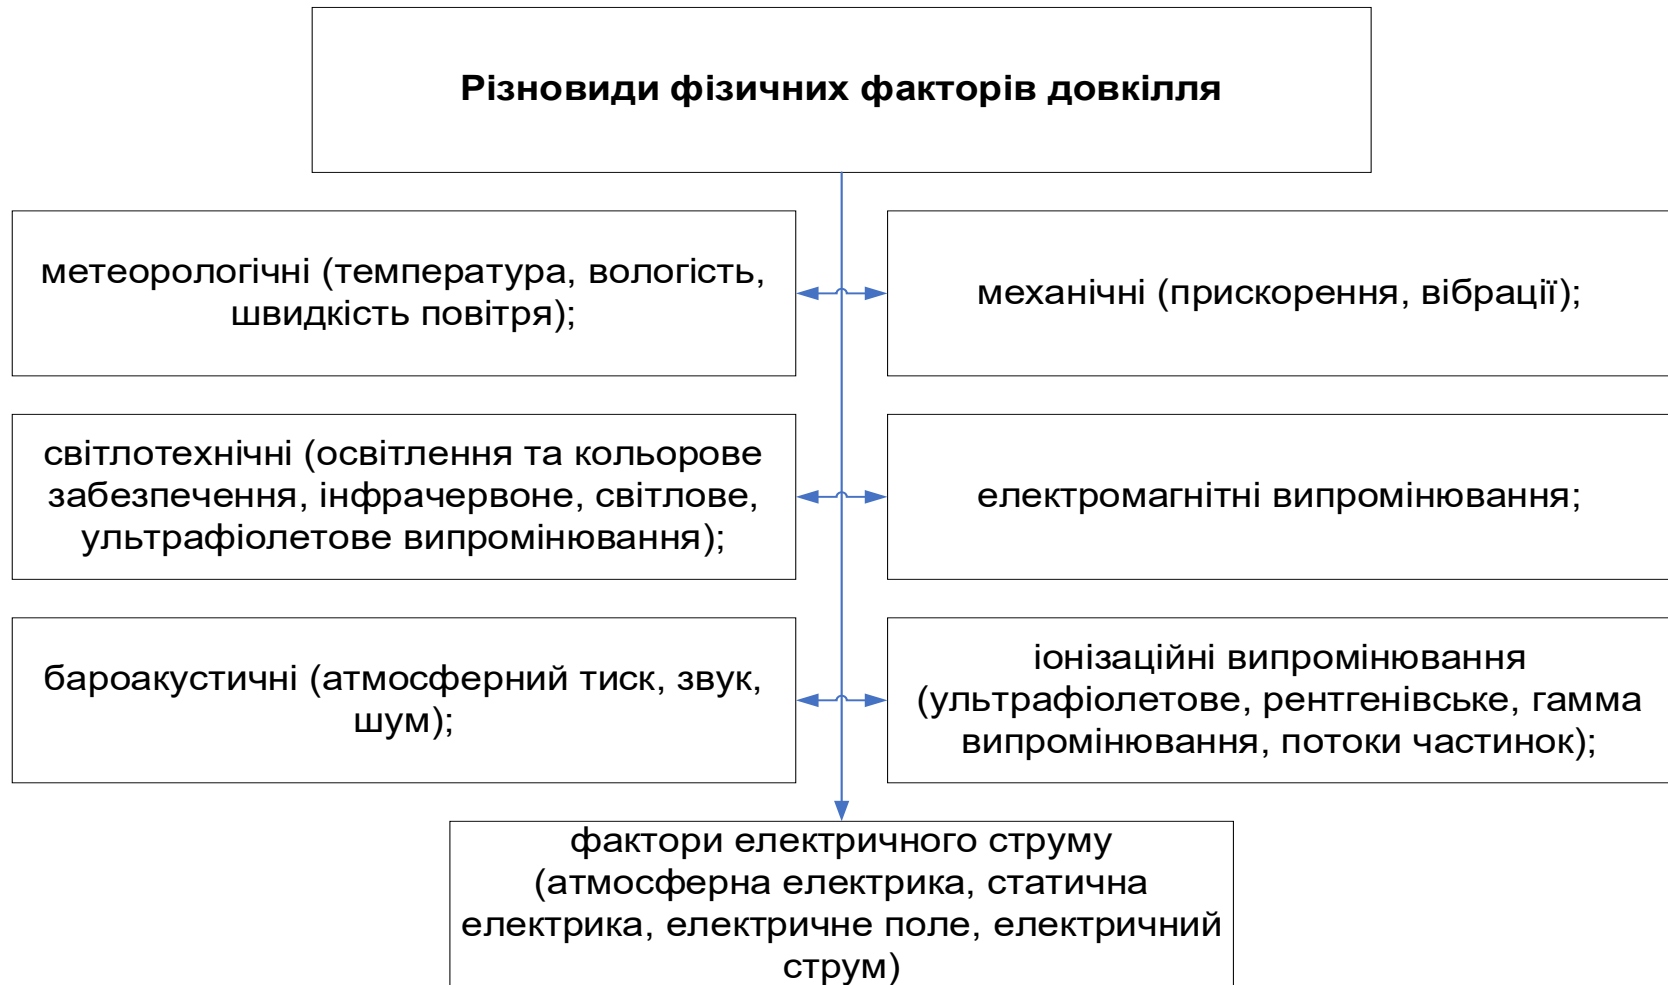 Різновиди фізичних факторів довкілля
метеорологічні (температура, вологість,
швидкість повітря);
механічні (прискорення, вібрації);
світлотехнічні (освітлення та кольорове
забезпечення, інфрачервоне, світлове,
ультрафіолетове випромінювання);
електромагнітні випромінювання;
бароакустичні (атмосферний тиск, звук,
шум);
іонізаційні випромінювання
(ультрафіолетове, рентгенівське, гамма
випромінювання, потоки частинок);
фактори електричного струму
(атмосферна електрика, статична
електрика, електричне поле, електричний
струм)